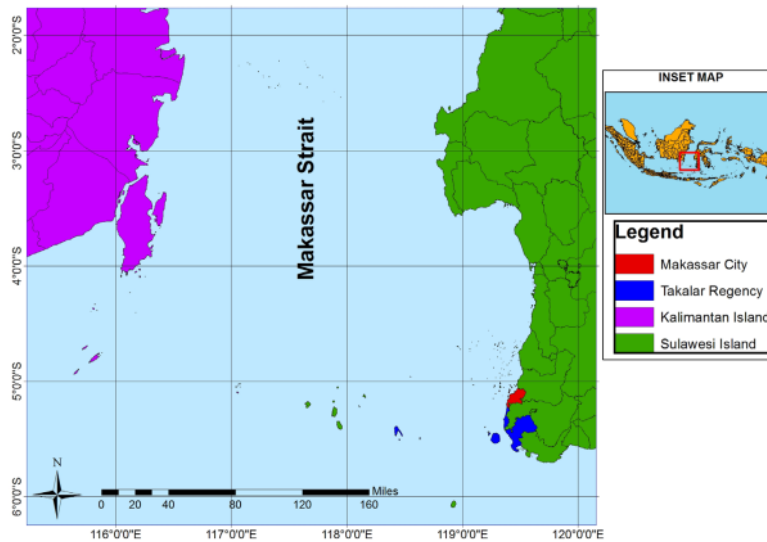 2°0'0"S
3°0'0"S
4°0'0"S
5°0'0"S
6°0'0"S
Makassar Strait
N
Miles
0 20 40 80 120 160
116°0'0"E 117°0'0"E 118°0'0"E 119°0'0"E 120°0'0"E
INSET MAP
Legend
Makassar City
Takalar Regency
Kalimantan Island
Sulawesi Island